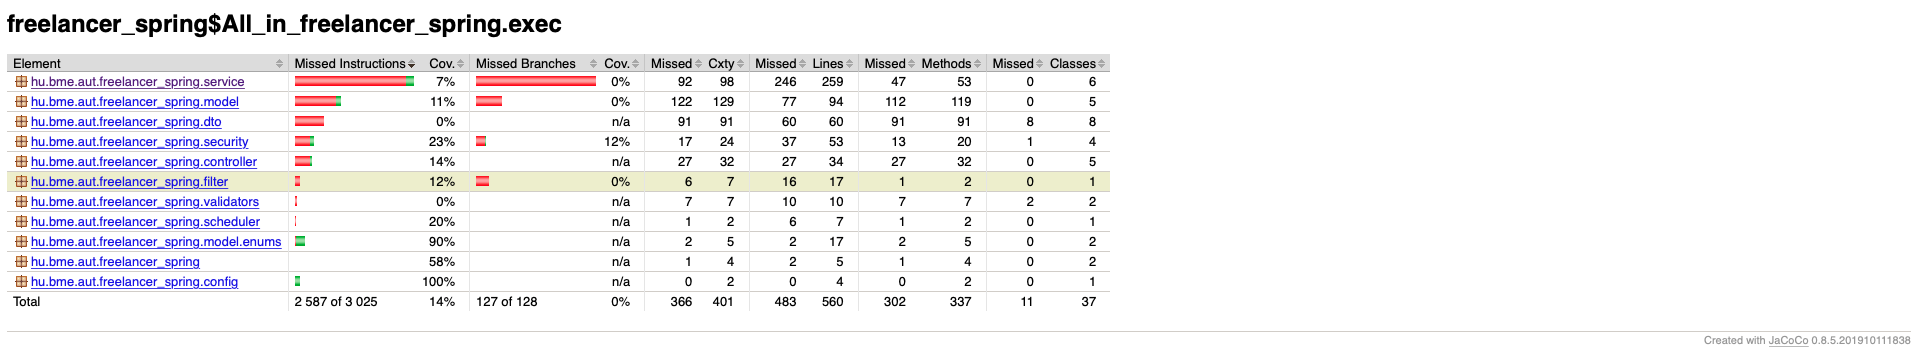 freelancer_spring$All_in_freelancer_spring.exec
Element Missed Instructions Cov. Missed Branches Cov. Missed Cxty Missed Lines Missed Methods Missed Classes
hu.bme.aut.freelancer_spring.service 7% 0% 92 98 246 259 47 53 0 6
hu.bme.aut.freelancer_spring.model 11% 0% 122 129 77 94 112 119 0 5
hu.bme.aut.freelancer_spring.dto 0% n/a 91 91 60 60 91 91 8 8
hu.bme.aut.freelancer_spring.security 23% 12% 17 24 37 53 13 20 1 4
hu.bme.aut.freelancer_spring.controller 14% n/a 27 32 27 34 27 32 0 5
hu.bme.aut.freelancer_spring.filter 12% 0% 6 7 16 17 1 2 0 1
hu.bme.aut.freelancer_spring.validators 0% n/a 7 7 10 10 7 7 2 2
hu.bme.aut.freelancer_spring.scheduler 20% n/a 1 2 6 7 1 2 0 1
hu.bme.aut.freelancer_spring.model.enums 90% n/a 2 5 2 17 2 5 0 2
hu.bme.aut.freelancer_spring 58% n/a 1 4 2 5 1 4 0 2
hu.bme.aut.freelancer_spring.config 100% n/a 0 2 0 4 0 2 0 1
Total 2 587 of 3 025 14% 127 of 128 0% 366 401 483 560 302 337 11 37
Created with JaCoCo 0.8.5.201910111838